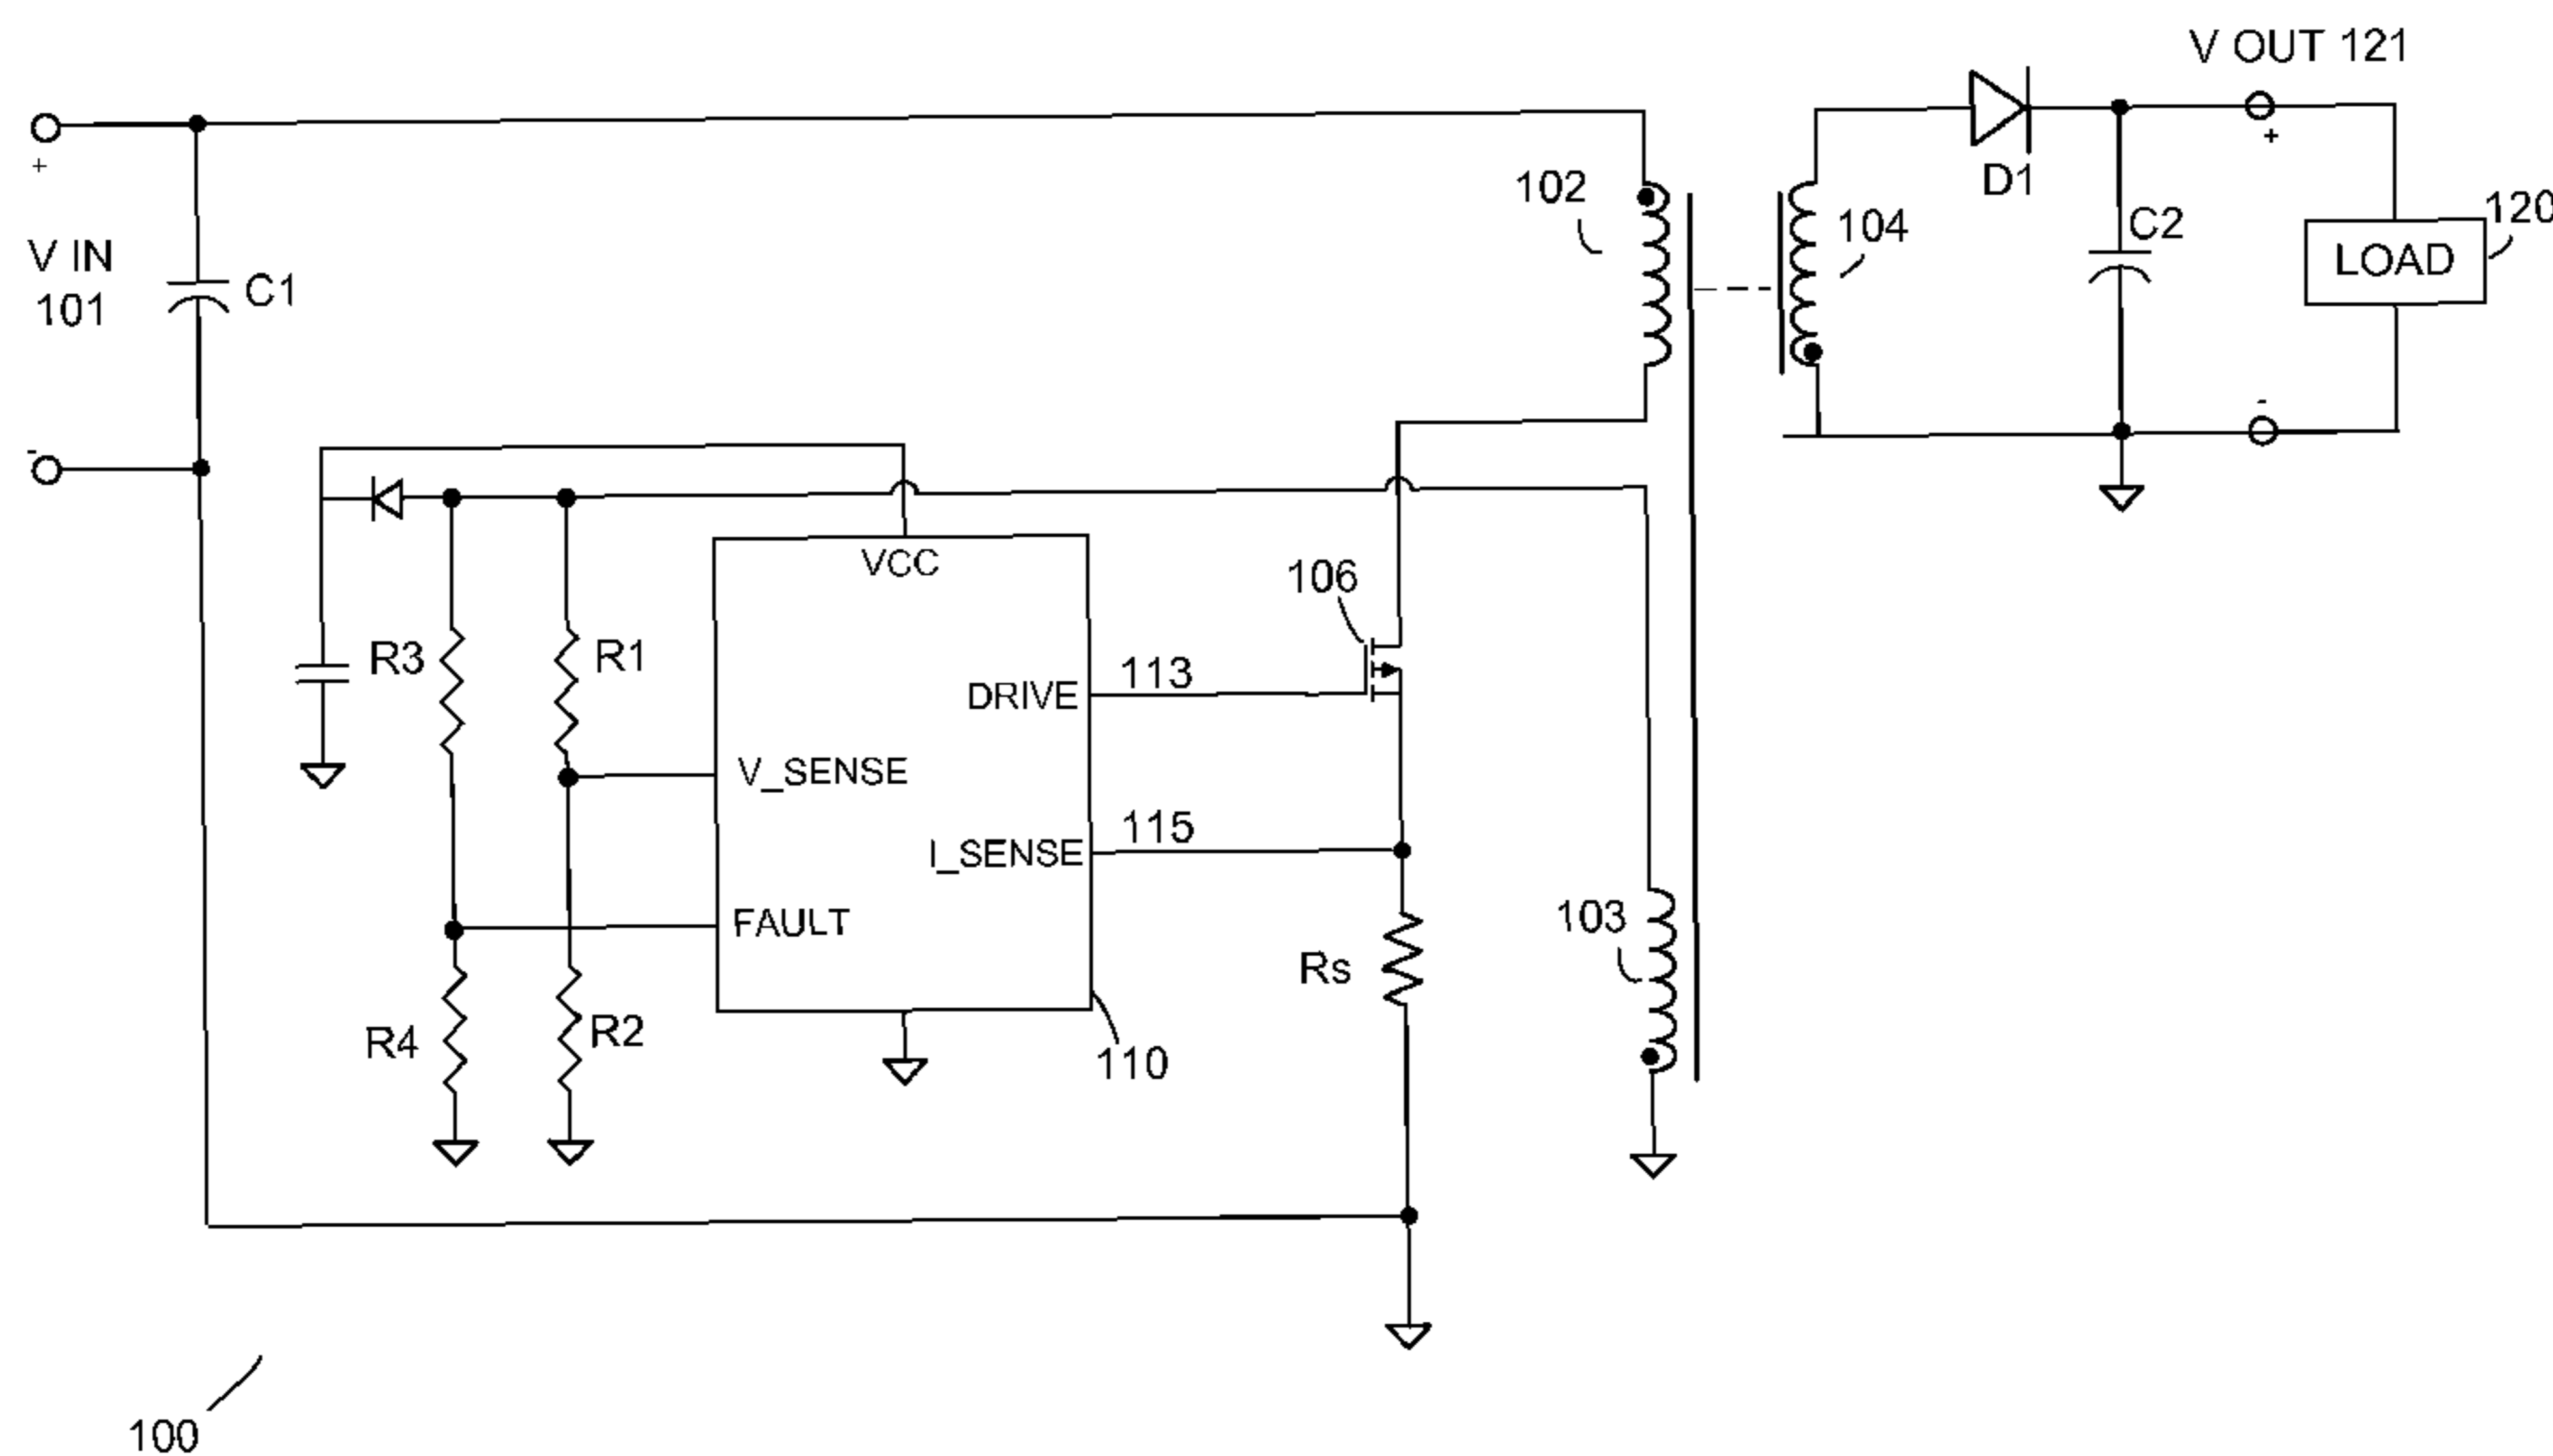 V OUT 121
+
+
D1
102
120
C2
104
V IN
101
C1
LOAD
-
-
VCC
106
R3
R1
113
DRIVE
V_SENSE
115
I_SENSE
FAULT
103
Rs
R4
R2
110
100